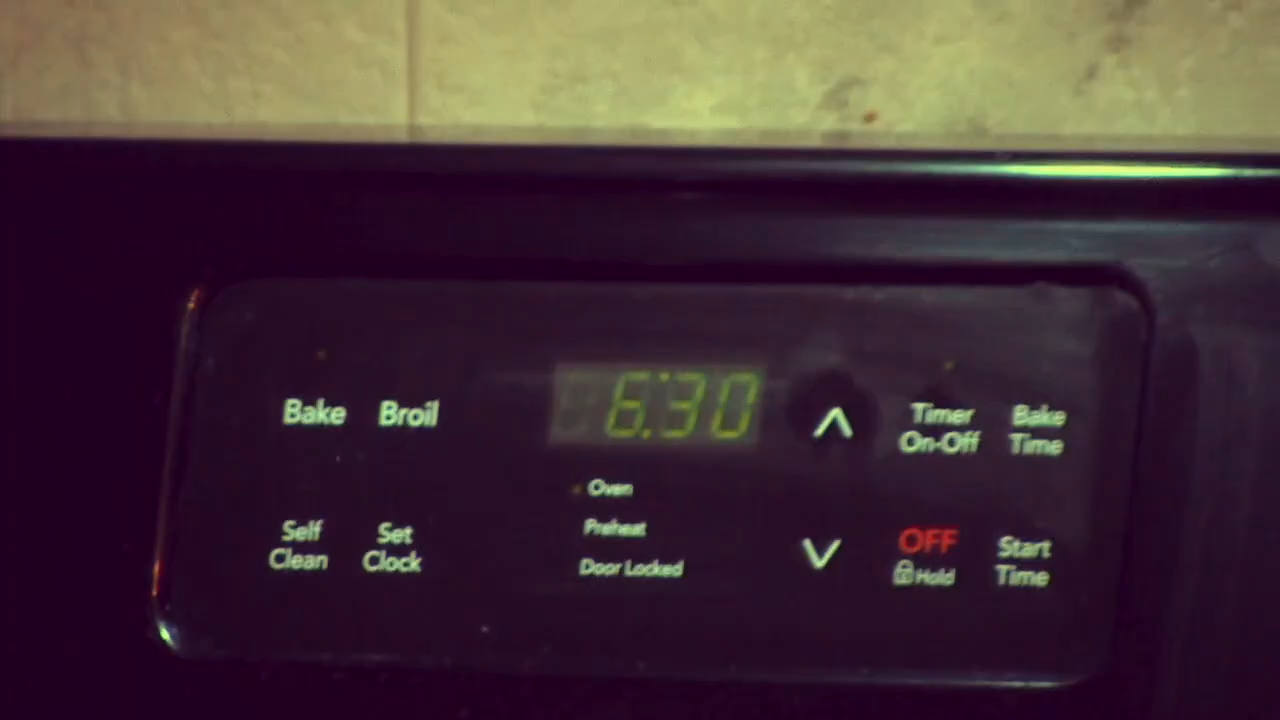 6:30
Bake Broil
Timer On-Off
Bake Time
Oven
Preheat
Door Locked
Self Clean
Set Clock
OFF
Hold
Start Time